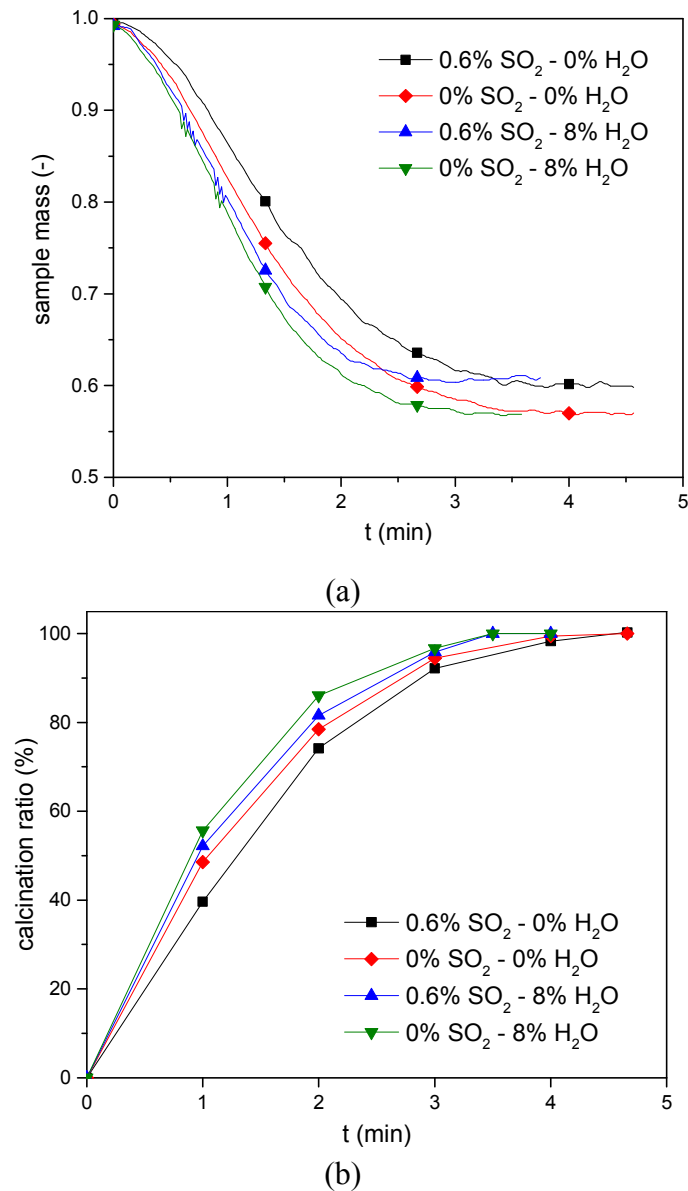 1.0
0.9
0.8
0.7
0.6
0.5
sample mass (-)
0.6% SO₂ - 0% H₂O
0% SO₂ - 0% H₂O
0.6% SO₂ - 8% H₂O
0% SO₂ - 8% H₂O
0 1 2 3 4 5
t (min)
(a)
100
80
60
40
20
0
calcination ratio (%)
0.6% SO₂ - 0% H₂O
0% SO₂ - 0% H₂O
0.6% SO₂ - 8% H₂O
0% SO₂ - 8% H₂O
0 1 2 3 4 5
t (min)
(b)